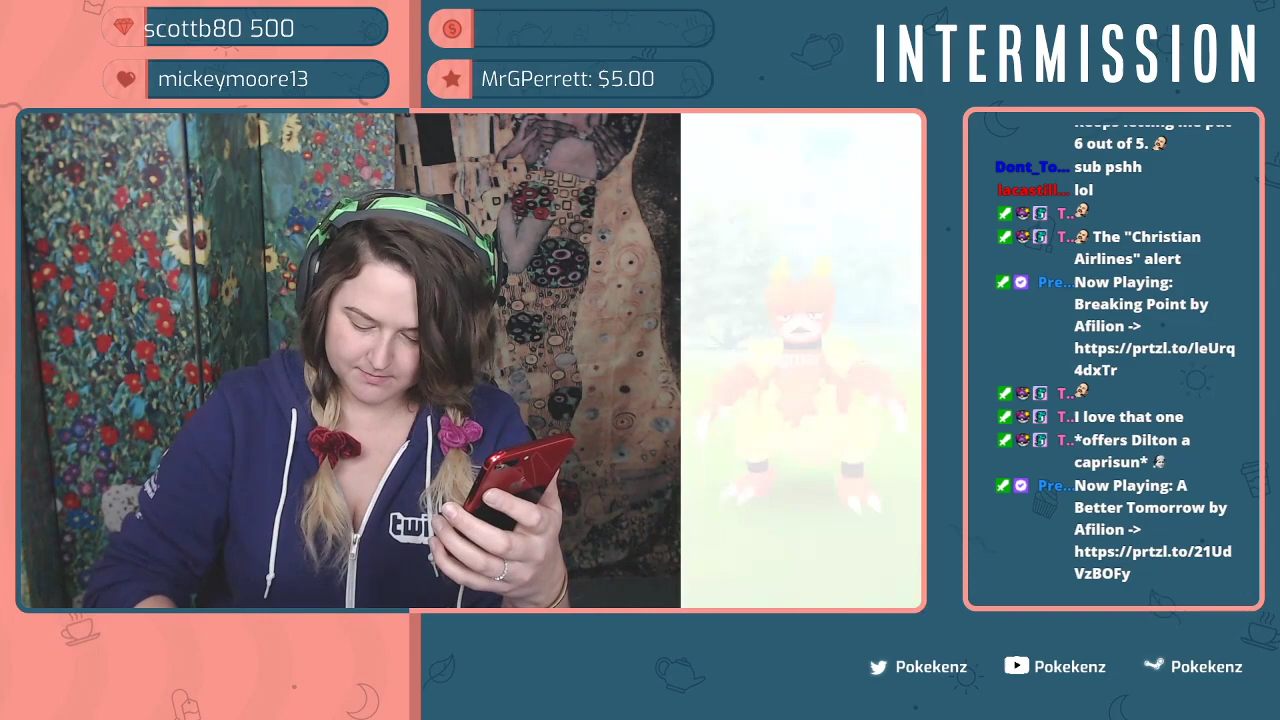 scottb80 500
mickeymoore13
MrGPerrett: $5.00
INTERMISSION
6 out of 5.
Dont_To... sub pshh
lacastill... lol
T..
T.. The "Christian
Airlines" alert
Pre... Now Playing:
Breaking Point by
Afilion ->
https://prtzl.to/leUrq
4dxTr
T..
T.. I love that one
T.. *offers Dilton a
caprisun*
Pre... Now Playing: A
Better Tomorrow by
Afilion ->
https://prtzl.to/21Ud
VzBOFy
twi
Pokekenz
Pokekenz
Pokekenz